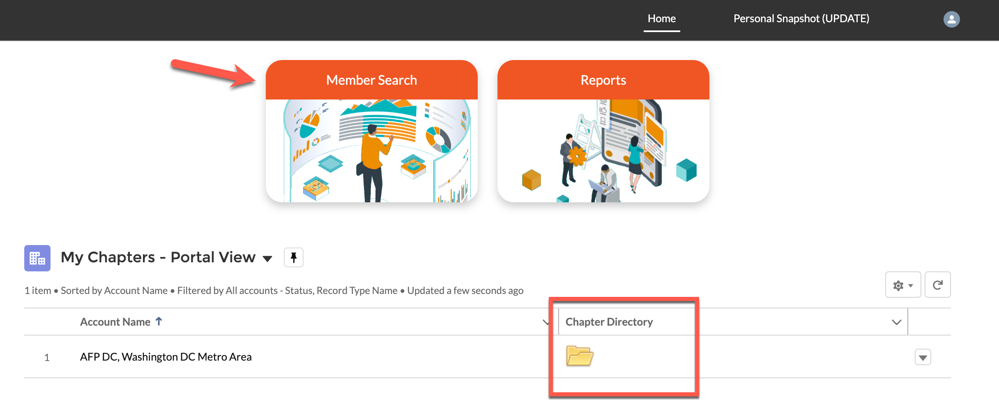 Home
Personal Snapshot (UPDATE)
Member Search
Reports
My Chapters - Portal View
1 item • Sorted by Account Name • Filtered by All accounts - Status, Record Type Name • Updated a few seconds ago
Account Name
Chapter Directory
1
AFP DC, Washington DC Metro Area